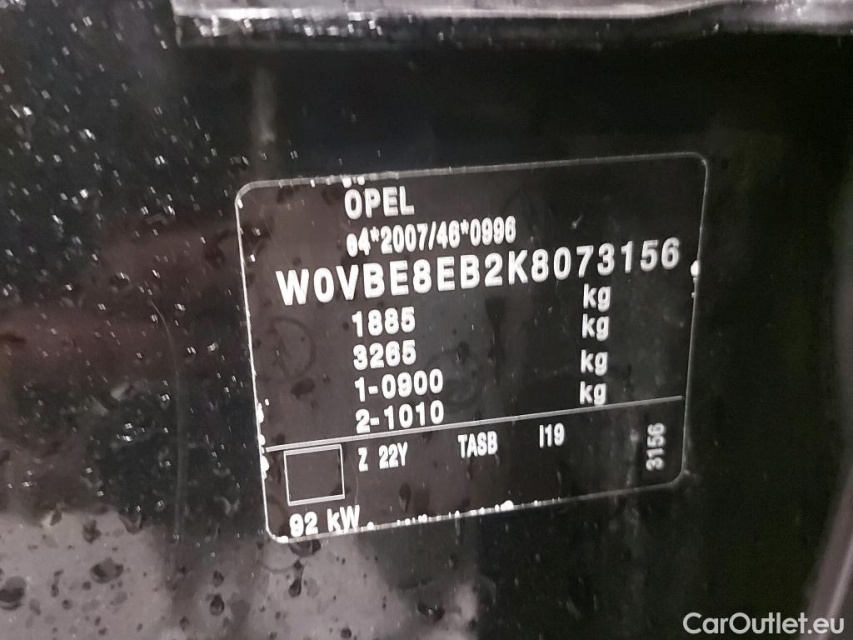 OPEL
04*2007/46*0996
W0VBE8EB2K8073156
1885 kg
3265 kg
1-0900 kg
2-1010 kg
Z 22Y TASB I19 3156
92 kW
CarOutlet.eu